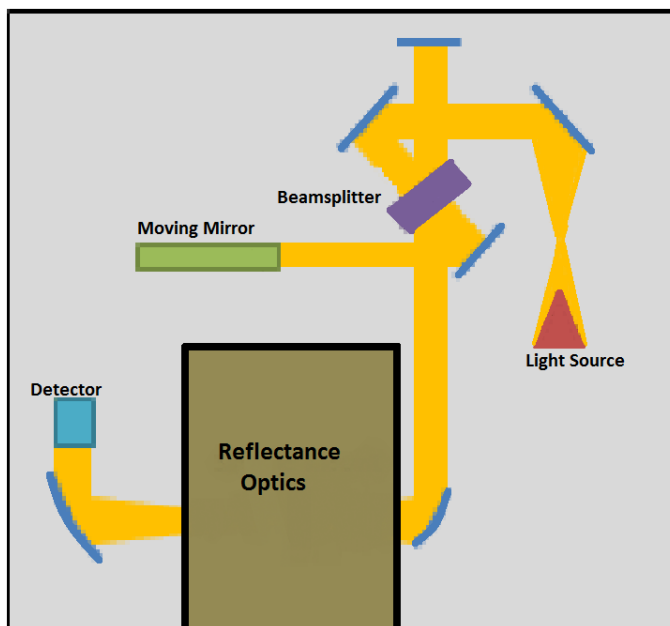 Beamsplitter
Moving Mirror
Light Source
Detector
Reflectance
Optics